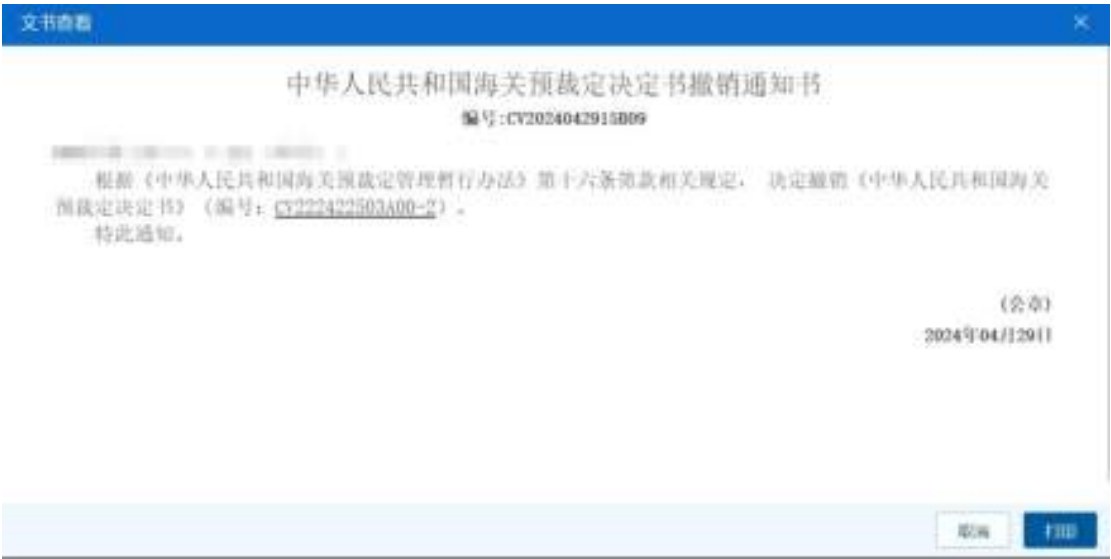 文书查看
中华人民共和国海关预裁定决定书撤销通知书
编号:CV2024042915B09
根据《中华人民共和国海关预裁定管理暂行办法》第十六条第款相关规定, 决定撤销《中华人民共和国海关
预裁定决定书》(编号:CV222422503A00-2)。
特此通知。
(公章)
2024年04月29日
取消
打印